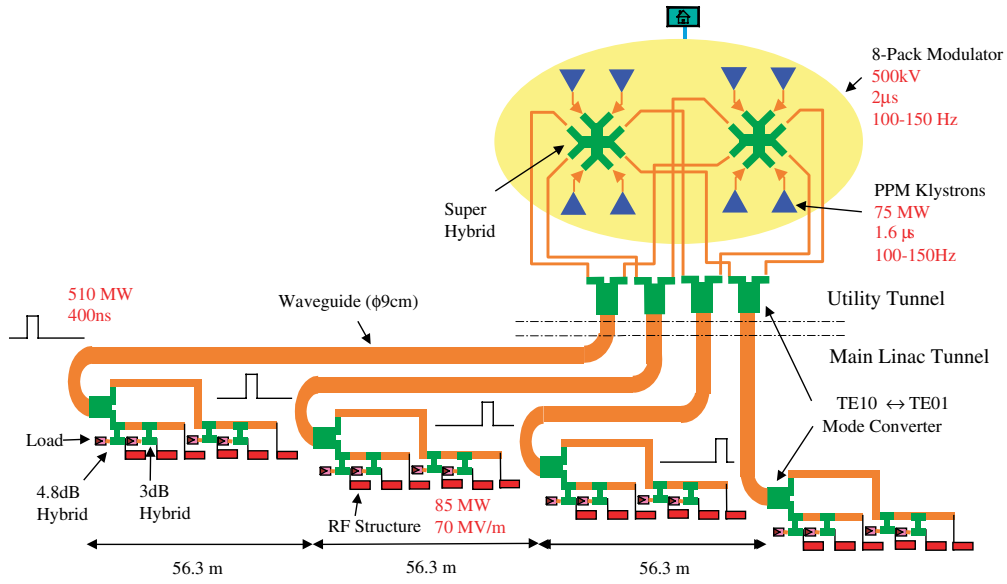 8-Pack Modulator
500kV
2μs
100-150 Hz
PPM Klystrons
75 MW
1.6 μs
100-150Hz
Super
Hybrid
510 MW
400ns
Waveguide (ϕ9cm)
Utility Tunnel
Main Linac Tunnel
TE10 ↔ TE01
Mode Converter
Load
4.8dB
Hybrid
3dB
Hybrid
RF Structure
85 MW
70 MV/m
56.3 m
56.3 m
56.3 m